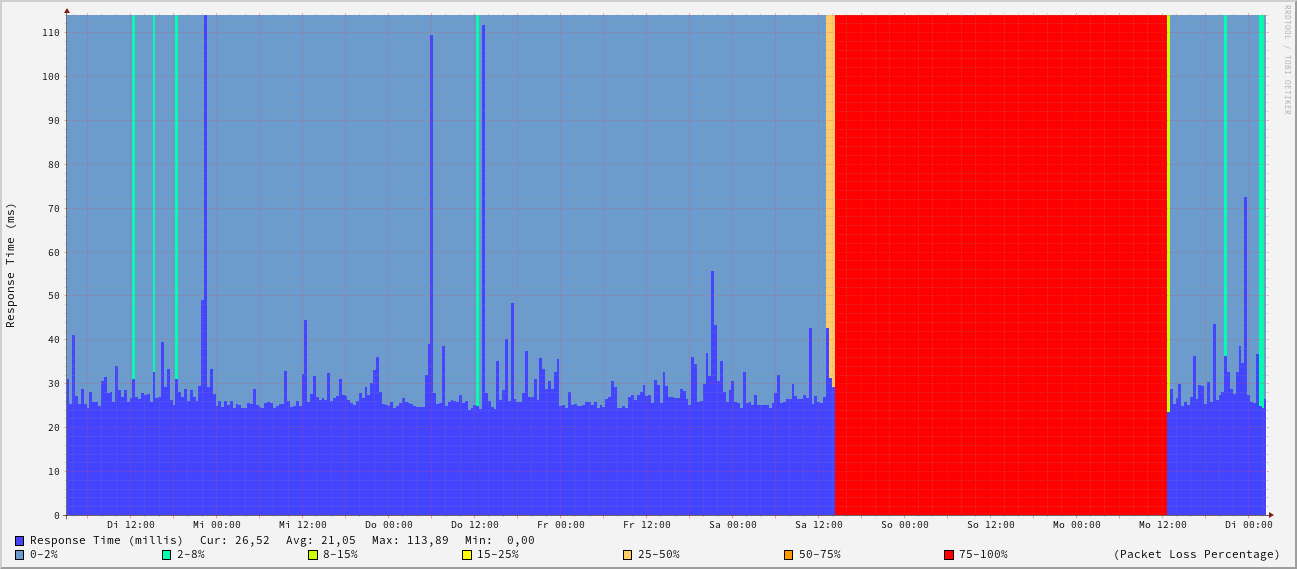 RRDTOOL / TOBI OETIKER
Response Time (ms)
110
100
90
80
70
60
50
40
30
20
10
0
Di 12:00 Mi 00:00 Mi 12:00 Do 00:00 Do 12:00 Fr 00:00 Fr 12:00 Sa 00:00 Sa 12:00 So 00:00 So 12:00 Mo 00:00 Mo 12:00 Di 00:00
Response Time (millis) Cur: 26,52 Avg: 21,05 Max: 113,89 Min: 0,00
0-2% 2-8% 8-15% 15-25% 25-50% 50-75% 75-100% (Packet Loss Percentage)